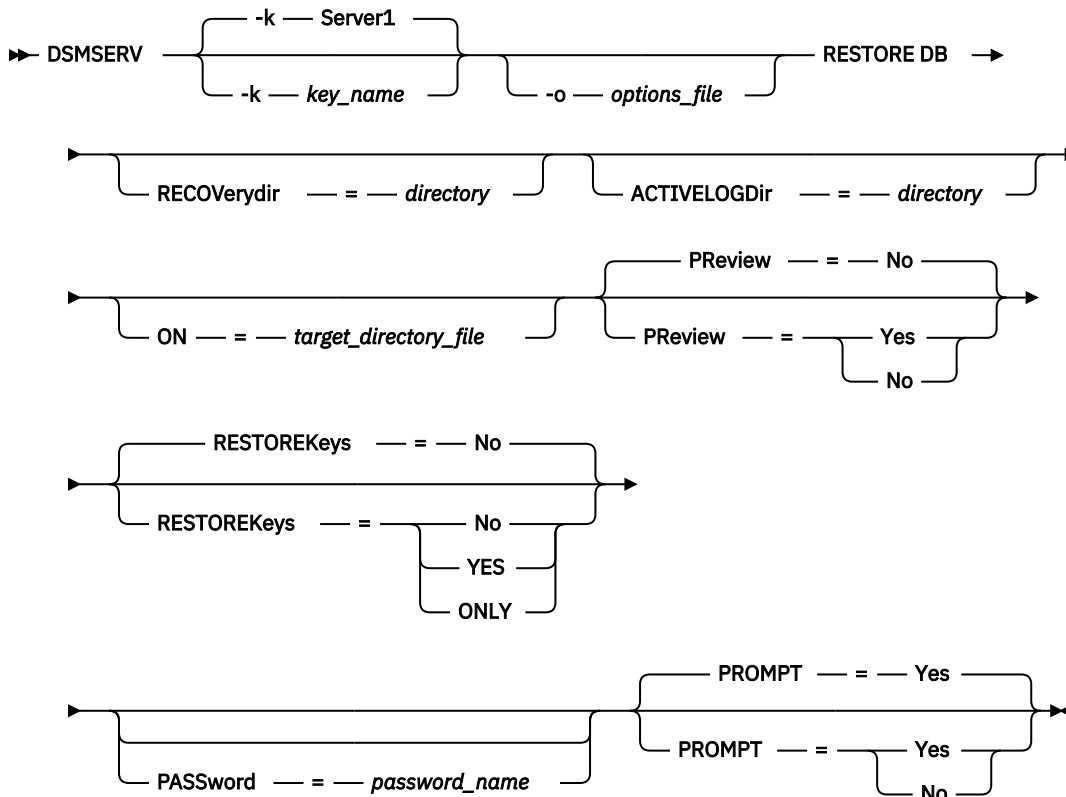 -k Server1
DSMSERV RESTORE DB
-k key_name -o options_file
RECOVerydir = directory ACTIVELOGDir = directory
PReview = No
ON = target_directory_file PReview = Yes
No
RESTOREKeys = No
RESTOREKeys = No
YES
ONLY
PROMPT = Yes
PASSword = password_name PROMPT = Yes
No